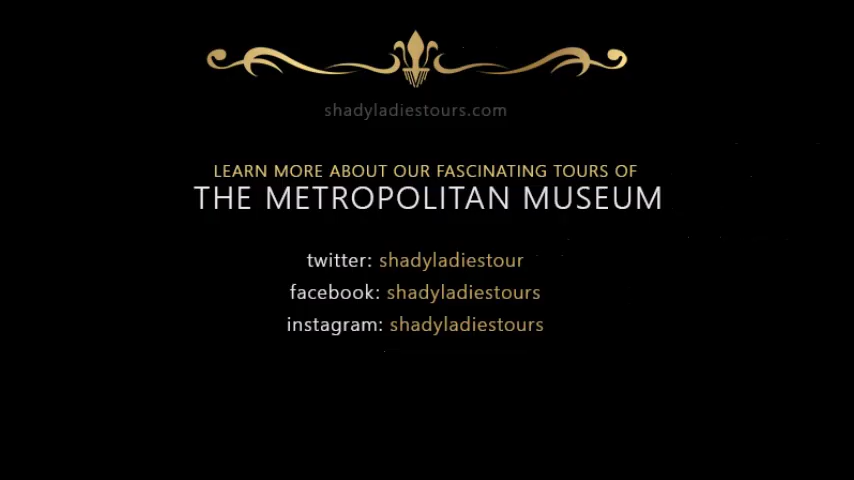 shadyladiestours.com
LEARN MORE ABOUT OUR FASCINATING TOURS OF
THE METROPOLITAN MUSEUM
twitter: shadyladiestour
facebook: shadyladiestours
instagram: shadyladiestours